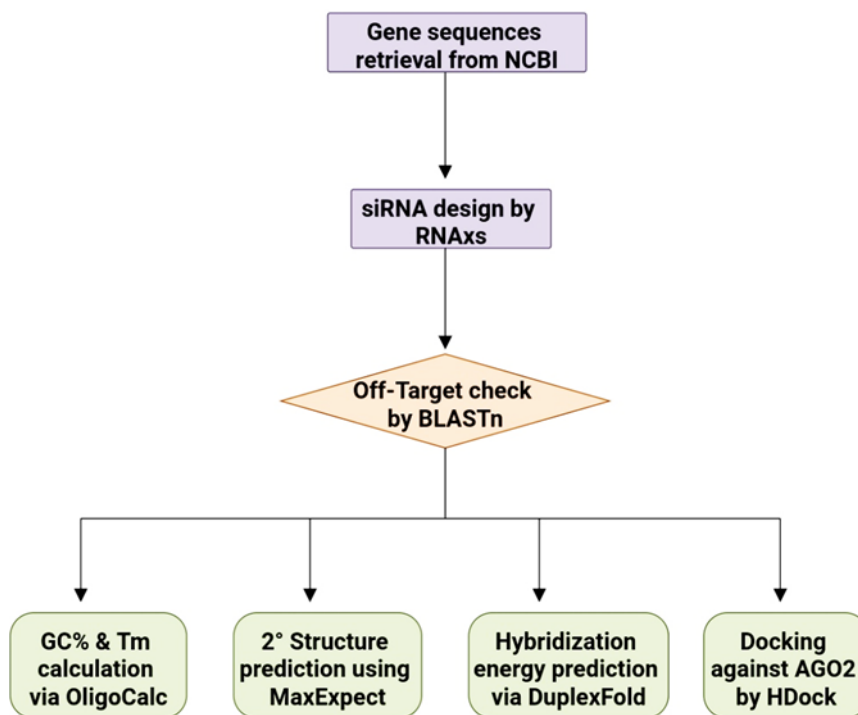 Gene sequences
retrieval from NCBI
siRNA design by
RNAxs
Off-Target check
by BLASTn
GC% & Tm
calculation
via OligoCalc
2° Structure
prediction using
MaxExpect
Hybridization
energy prediction
via DuplexFold
Docking
against AGO2
by HDock